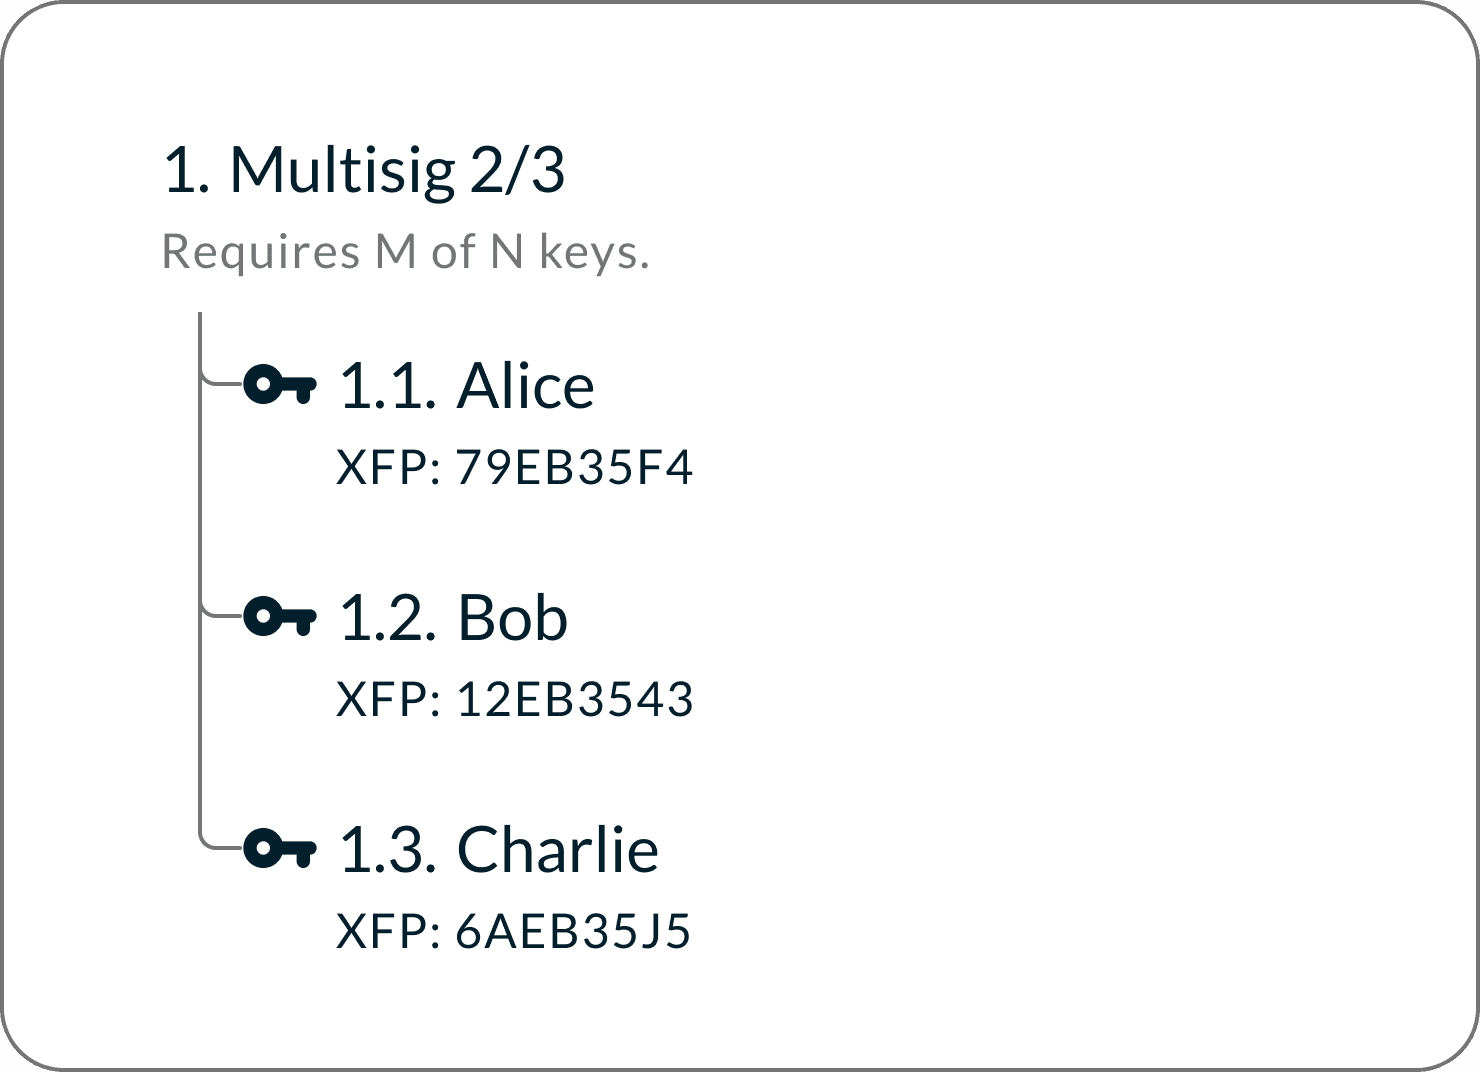 1. Multisig 2/3
Requires M of N keys.
1.1. Alice
XFP: 79EB35F4
1.2. Bob
XFP: 12EB3543
1.3. Charlie
XFP: 6AEB35J5